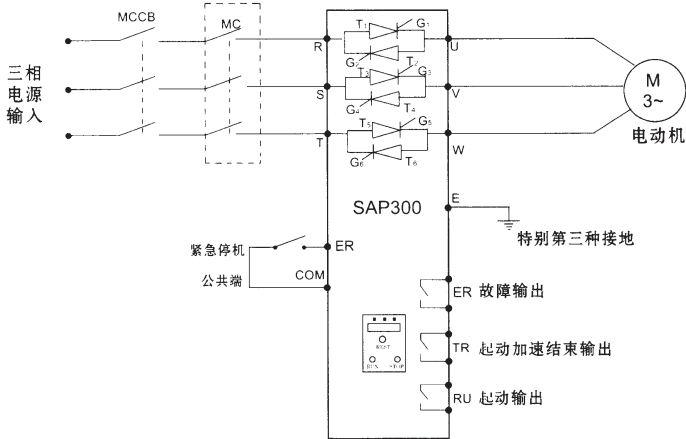 MCCB
MC
三相
电源
输入
R
S
T
T1
G1
G2
T2
T3
G3
G4
T4
T5
G5
G6
T6
U
V
W
M
3~
电动机
SAP300
E
特别第三种接地
紧急停机
ER
公共端
COM
ER 故障输出
TR 起动加速结束输出
RU 起动输出
RUN
STOP